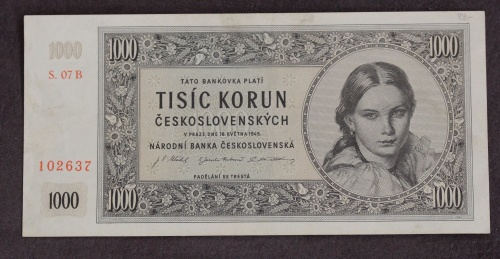 1000
1000
1000
S. 07 B
TATO BANKOVKA PLATÍ
TISÍC KORUN
ČESKOSLOVENSKÝCH
V PRAZE DNE 16. KVĚTNA 1945.
NÁRODNÍ BANKA ČESKOSLOVENSKÁ
102637
PADĚLÁNÍ SE TRESTÁ
1000
1000
1000